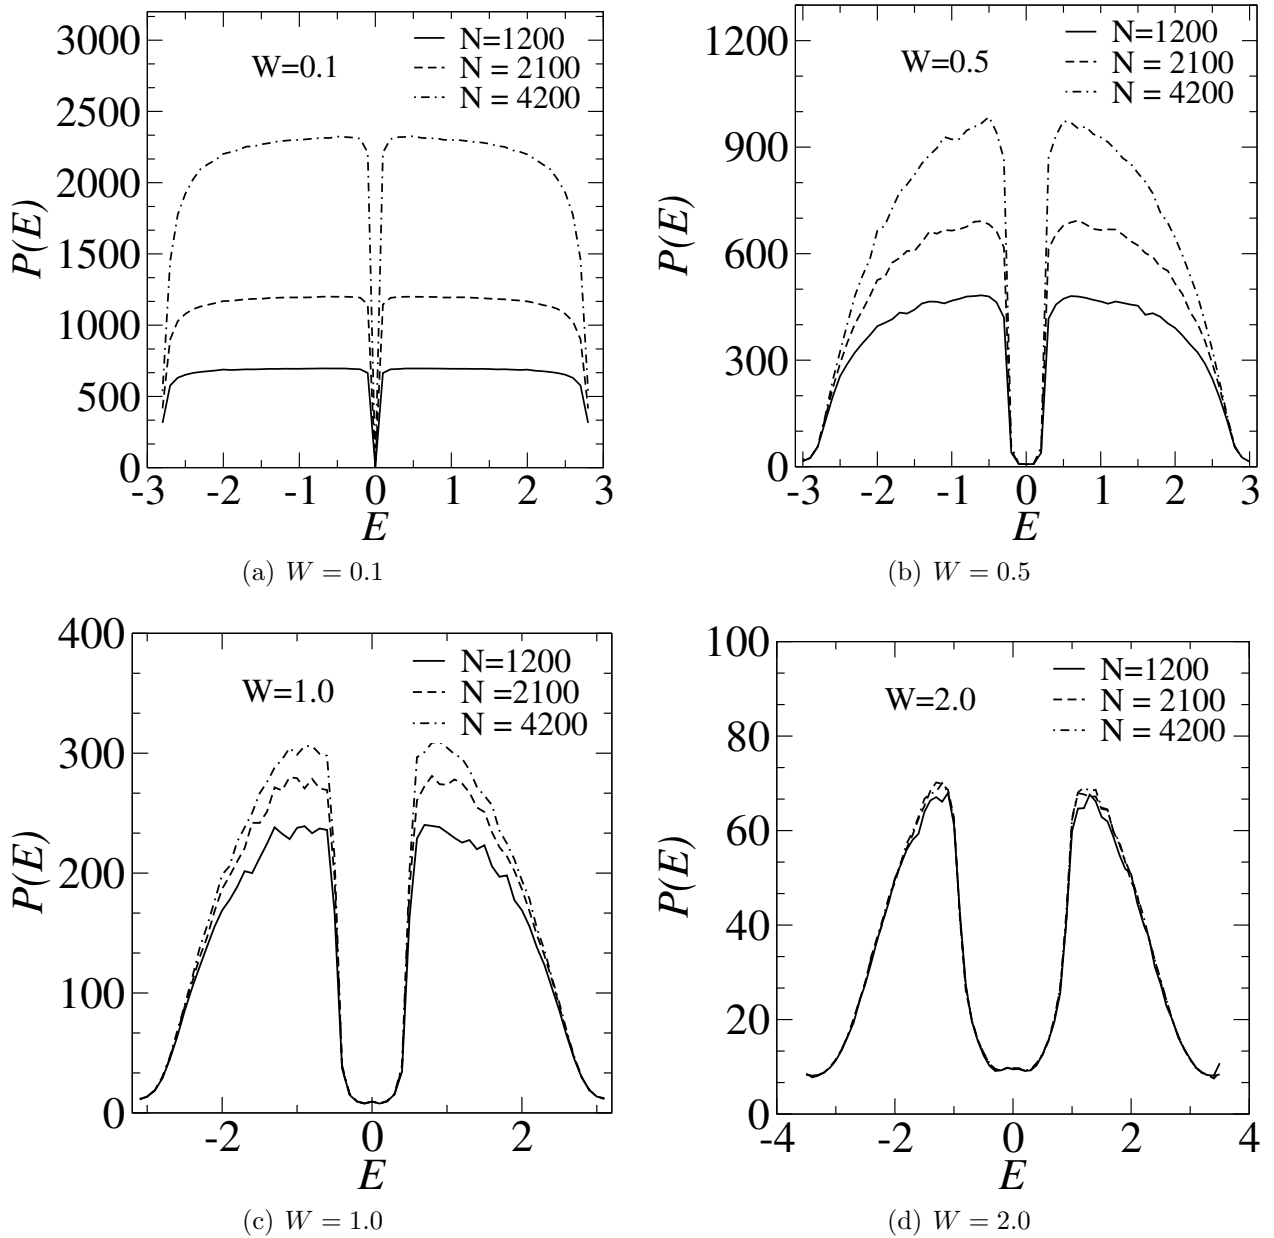 W=0.1
N=1200
N = 2100
N = 4200
3000
2500
2000
1500
1000
500
0
P(E)
-3 -2 -1 0 1 2 3
E
(a) W = 0.1
W=0.5
N=1200
N = 2100
N = 4200
1200
900
600
300
0
P(E)
-3 -2 -1 0 1 2 3
E
(b) W = 0.5
W=1.0
N=1200
N =2100
N = 4200
400
300
200
100
0
P(E)
-2 0 2
E
(c) W = 1.0
W=2.0
N=1200
N = 2100
N = 4200
100
80
60
40
20
0
P(E)
-4 -2 0 2 4
E
(d) W = 2.0